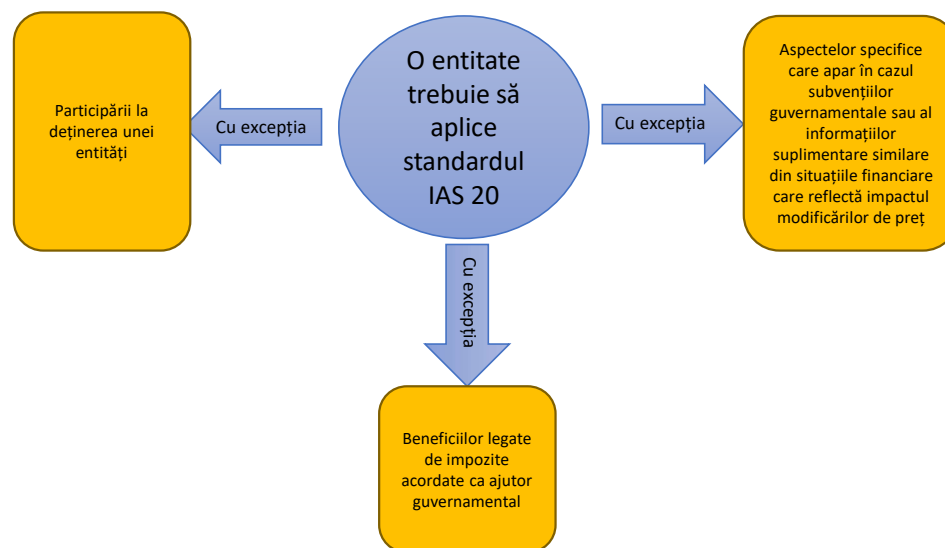 O entitate
trebuie să
aplice
standardul
IAS 20
Cu excepția
Participării la
deținerea unei
entități
Cu excepția
Aspectelor specifice
care apar în cazul
subvențiilor
guvernamentale sau al
informațiilor
suplimentare similare
din situațiile financiare
care reflectă impactul
modificărilor de preț
Cu excepția
Beneficiilor legate
de impozite
acordate ca ajutor
guvernamental